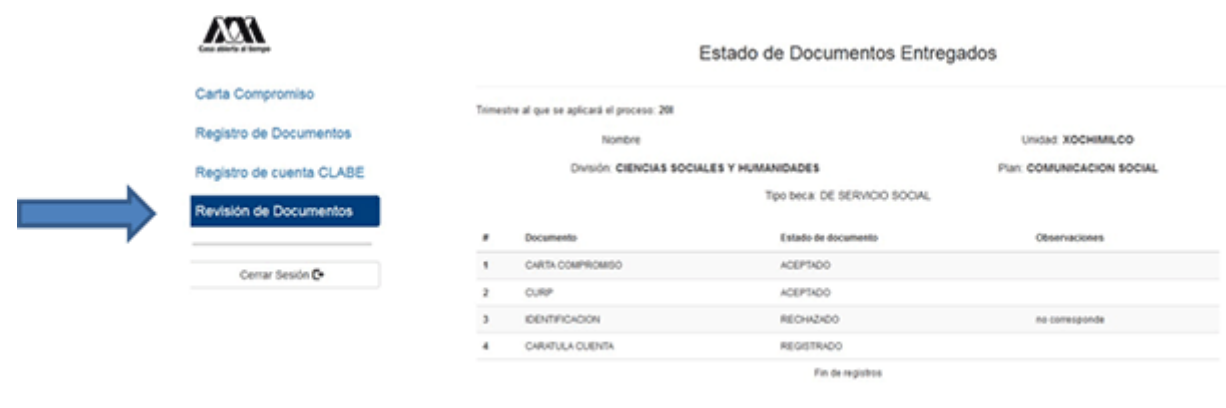 Casa abierta al tiempo
Carta Compromiso
Registro de Documentos
Registro de cuenta CLABE
Revisión de Documentos
Cerrar Sesión
Estado de Documentos Entregados
Trimestre al que se aplicará el proceso: 20I
Nombre Unidad: XOCHIMILCO
División: CIENCIAS SOCIALES Y HUMANIDADES Plan: COMUNICACION SOCIAL
Tipo beca: DE SERVICIO SOCIAL
# Documento Estado de documento Observaciones
1 CARTA COMPROMISO ACEPTADO
2 CURP ACEPTADO
3 IDENTIFICACION RECHAZADO no corresponde
4 CARATULA CUENTA REGISTRADO
Fin de registros